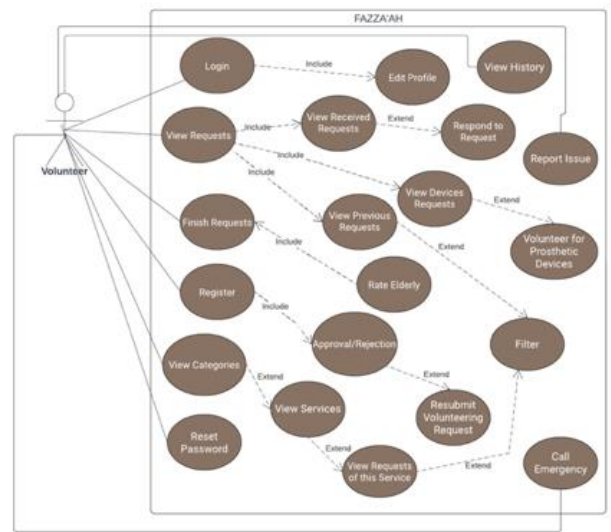 FAZZA'AH
Login
Include
Edit Profile
View History
View Requests
Include
View Received
Requests
Extend
Respond to
Request
Report Issue
Volunteer
Include
Include
View Devices
Requests
Extend
Finish Requests
View Previous
Requests
Extend
Volunteer for
Prosthetic
Devices
Include
Rate Elderly
Register
Include
Approval/Rejection
Filter
View Categories
Extend
Extend
View Services
Resubmit
Volunteering
Request
Reset
Password
Extend
View Requests
of this Service
Extend
Call
Emergency